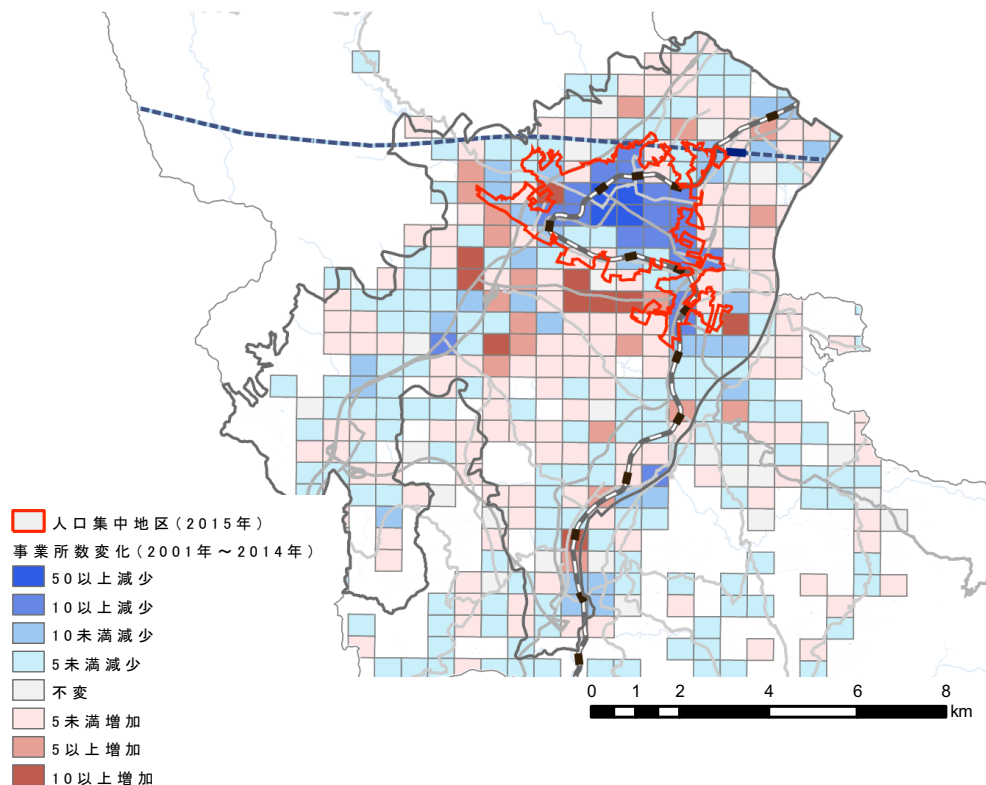 人口集中地区(2015年)
事業所数変化(2001年～2014年)
50以上減少
10以上減少
10未満減少
5未満減少
不変
5未満増加
5以上増加
10以上増加
0 1 2 4 6 8
km